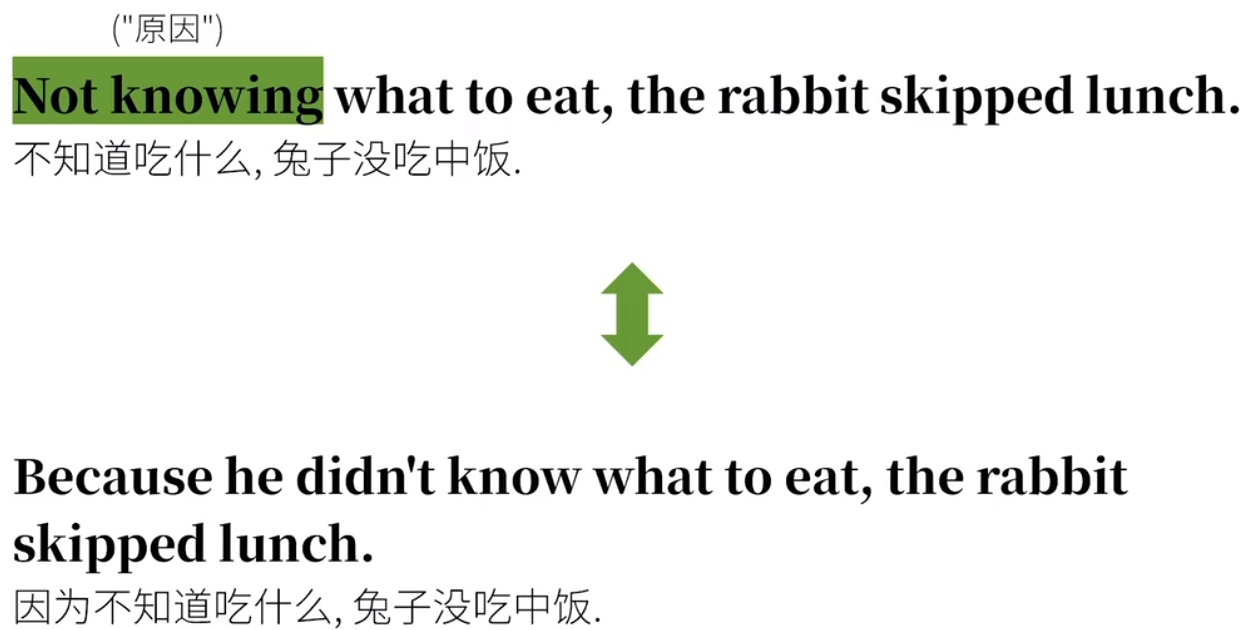 ("原因")
Not knowing what to eat, the rabbit skipped lunch.
不知道吃什么, 兔子没吃中饭.
Because he didn't know what to eat, the rabbit
skipped lunch.
因为不知道吃什么, 兔子没吃中饭.